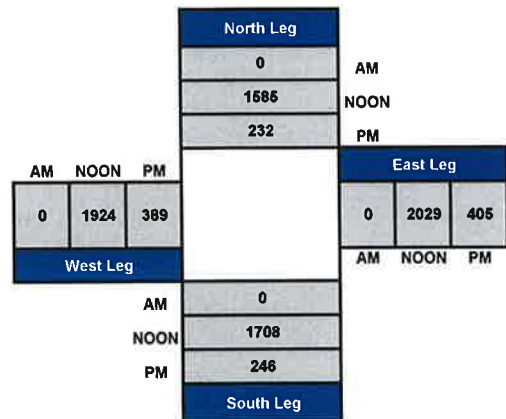 North Leg
0 AM
1585 NOON
232 PM
AM NOON PM
East Leg
0 1924 389
0 2029 405
West Leg
AM NOON PM
AM 0
NOON 1708
PM 246
South Leg